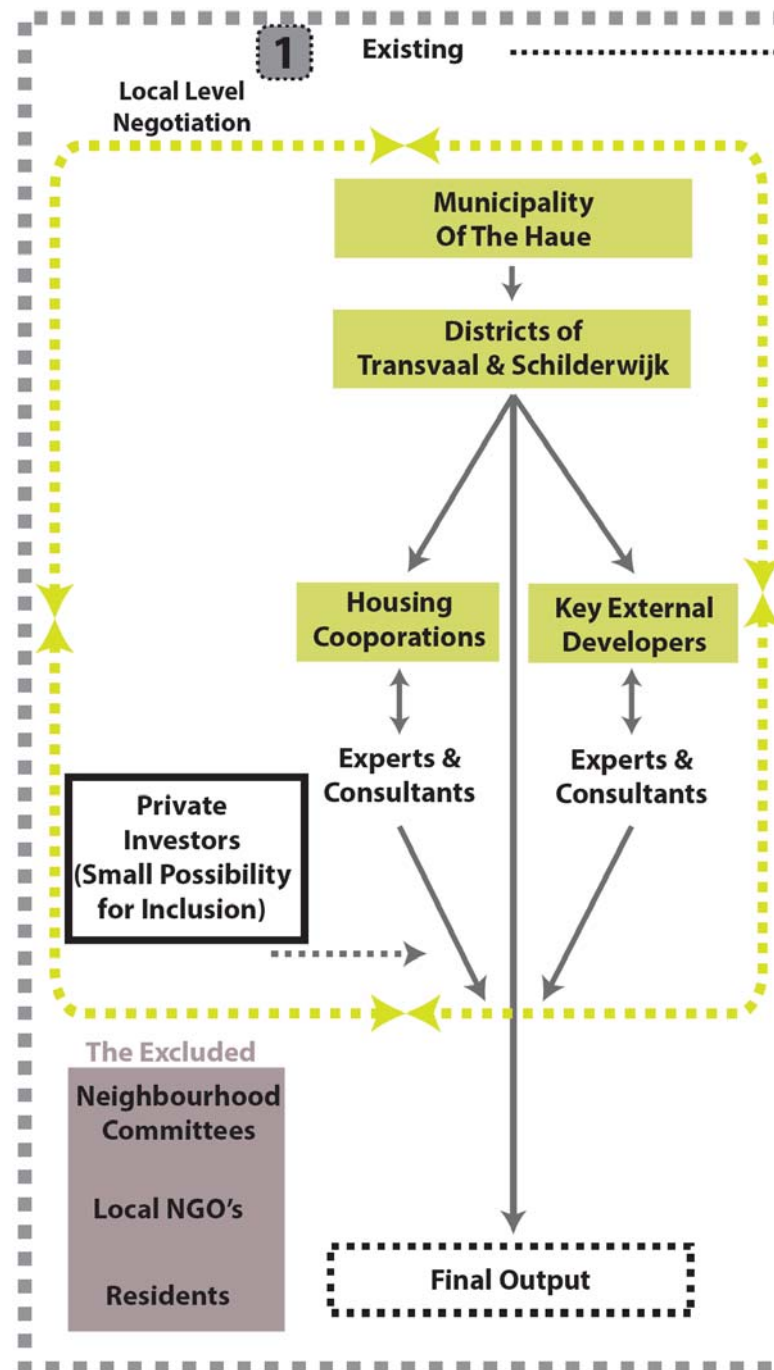 1
Existing
Local Level
Negotiation
Municipality
Of The Haue
Districts of
Transvaal & Schilderwijk
Housing
Cooporations
Key External
Developers
Experts &
Consultants
Experts &
Consultants
Private
Investors
(Small Possibility
for Inclusion)
The Excluded
Neighbourhood
Committees
Local NGO's
Residents
Final Output